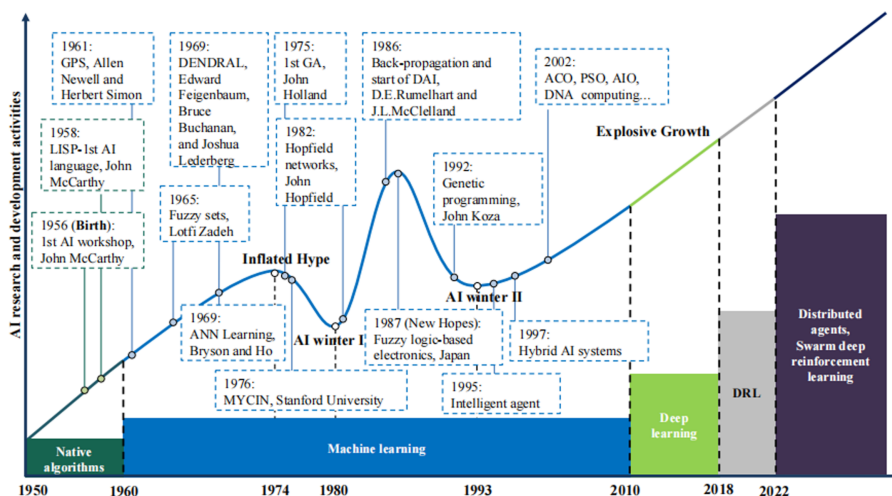 AI research and development activities
1961:
GPS, Allen
Newell and
Herbert Simon
1958:
LISP-1st AI
language, John
McCarthy
1956 (Birth):
1st AI workshop,
John McCarthy
1969:
DENDRAL,
Edward
Feigenbaum,
Bruce
Buchanan,
and Joshua
Lederberg
1965:
Fuzzy sets,
Lotfi Zadeh
1975:
1st GA,
John
Holland
1982:
Hopfield
networks,
John
Hopfield
1986:
Back-propagation and
start of DAI,
D.E.Rumelhart and
J.L.McClelland
2002:
ACO, PSO, AIO,
DNA computing...
1992:
Genetic
programming,
John Koza
Explosive Growth
Inflated Hype
AI winter I
AI winter II
1969:
ANN Learning,
Bryson and Ho
1976:
MYCIN, Stanford University
1987 (New Hopes):
Fuzzy logic-based
electronics, Japan
1997:
Hybrid AI systems
1995:
Intelligent agent
Native
algorithms
Machine learning
Deep
learning
DRL
Distributed
agents,
Swarm deep
reinforcement
learning
1950 1960 1974 1980 1993 2010 2018 2022